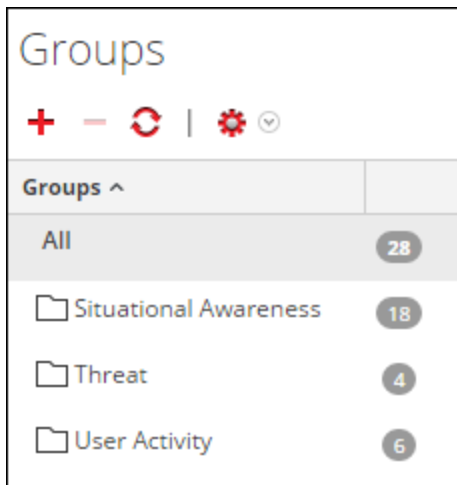 Groups
Groups
All 28
Situational Awareness 18
Threat 4
User Activity 6